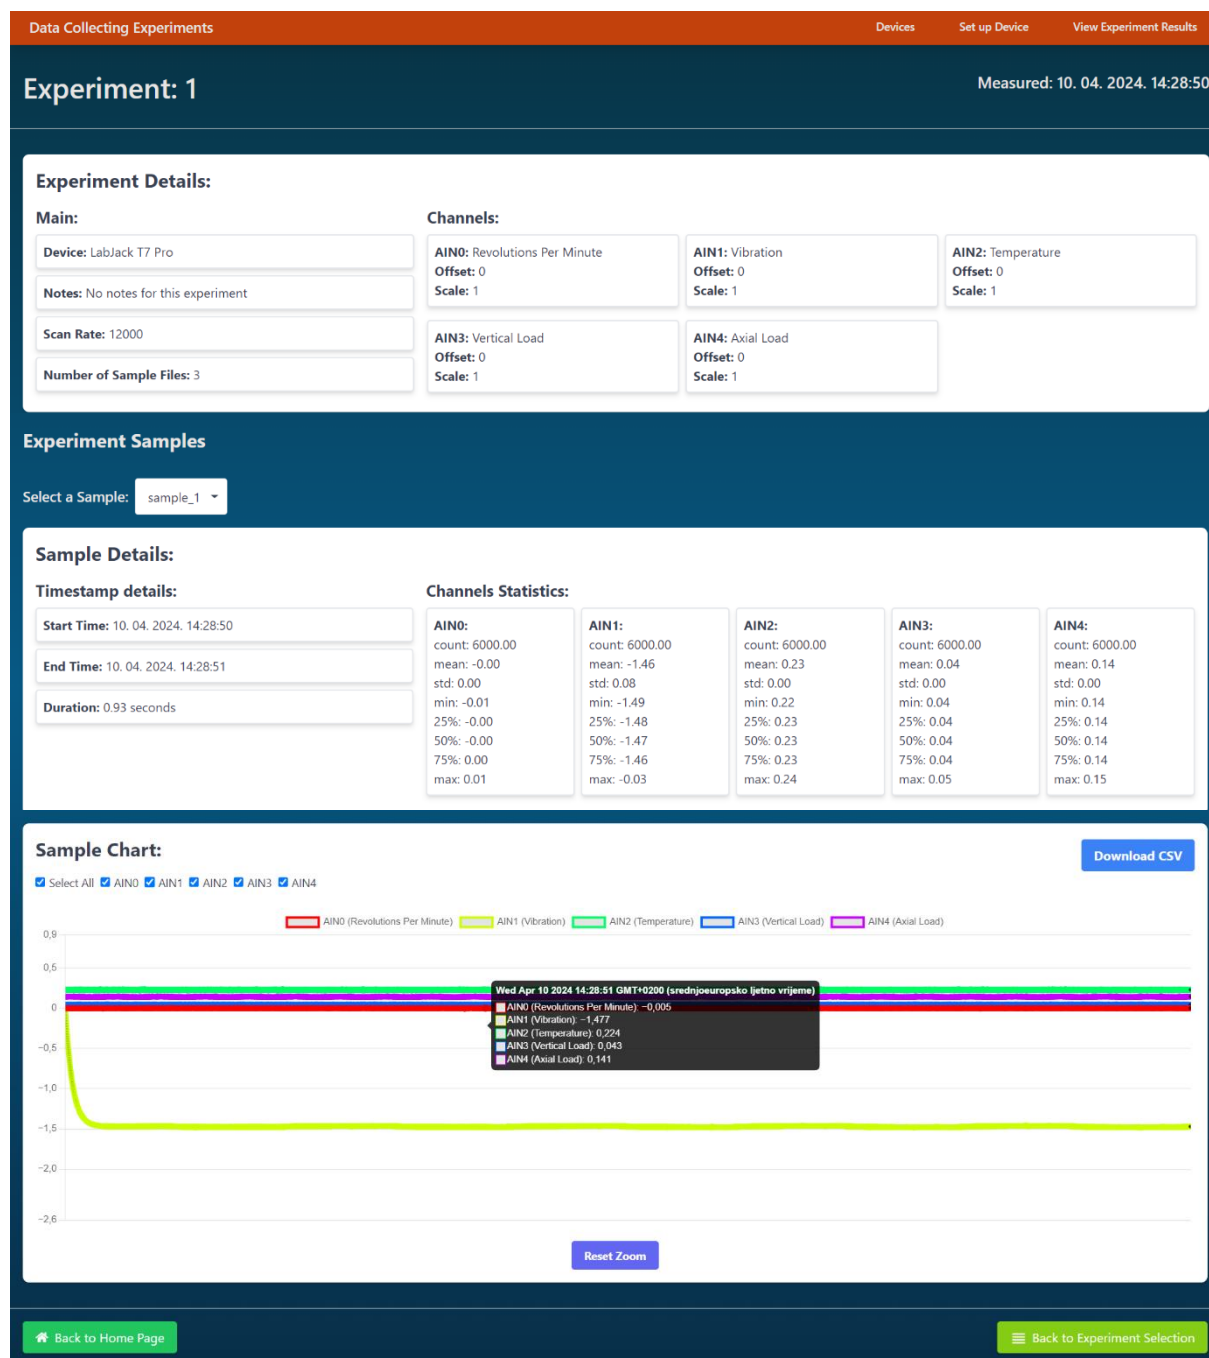 Data Collecting Experiments Devices Set up Device View Experiment Results
Experiment: 1
Measured: 10. 04. 2024. 14:28:50
Experiment Details:
Main:
Device: LabJack T7 Pro
Notes: No notes for this experiment
Scan Rate: 12000
Number of Sample Files: 3
Channels:
AIN0: Revolutions Per Minute
Offset: 0
Scale: 1
AIN1: Vibration
Offset: 0
Scale: 1
AIN2: Temperature
Offset: 0
Scale: 1
AIN3: Vertical Load
Offset: 0
Scale: 1
AIN4: Axial Load
Offset: 0
Scale: 1
Experiment Samples
Select a Sample: sample_1
Sample Details:
Timestamp details:
Start Time: 10. 04. 2024. 14:28:50
End Time: 10. 04. 2024. 14:28:51
Duration: 0.93 seconds
Channels Statistics:
AIN0:
count: 6000.00
mean: -0.00
std: 0.00
min: -0.01
25%: -0.00
50%: -0.00
75%: 0.00
max: 0.01
AIN1:
count: 6000.00
mean: -1.46
std: 0.08
min: -1.49
25%: -1.48
50%: -1.47
75%: -1.46
max: -0.03
AIN2:
count: 6000.00
mean: 0.23
std: 0.00
min: 0.22
25%: 0.23
50%: 0.23
75%: 0.23
max: 0.24
AIN3:
count: 6000.00
mean: 0.04
std: 0.00
min: 0.04
25%: 0.04
50%: 0.04
75%: 0.04
max: 0.05
AIN4:
count: 6000.00
mean: 0.14
std: 0.00
min: 0.14
25%: 0.14
50%: 0.14
75%: 0.14
max: 0.15
Sample Chart:
Download CSV
Select All AIN0 AIN1 AIN2 AIN3 AIN4
AIN0 (Revolutions Per Minute) AIN1 (Vibration) AIN2 (Temperature) AIN3 (Vertical Load) AIN4 (Axial Load)
0,9
0,5
0
−0,5
−1,0
−1,5
−2,0
−2,6
Wed Apr 10 2024 14:28:51 GMT+0200 (srednjoeuropsko ljetno vrijeme)
AIN0 (Revolutions Per Minute): −0,005
AIN1 (Vibration): −1,477
AIN2 (Temperature): 0,224
AIN3 (Vertical Load): 0,043
AIN4 (Axial Load): 0,141
Reset Zoom
Back to Home Page
Back to Experiment Selection